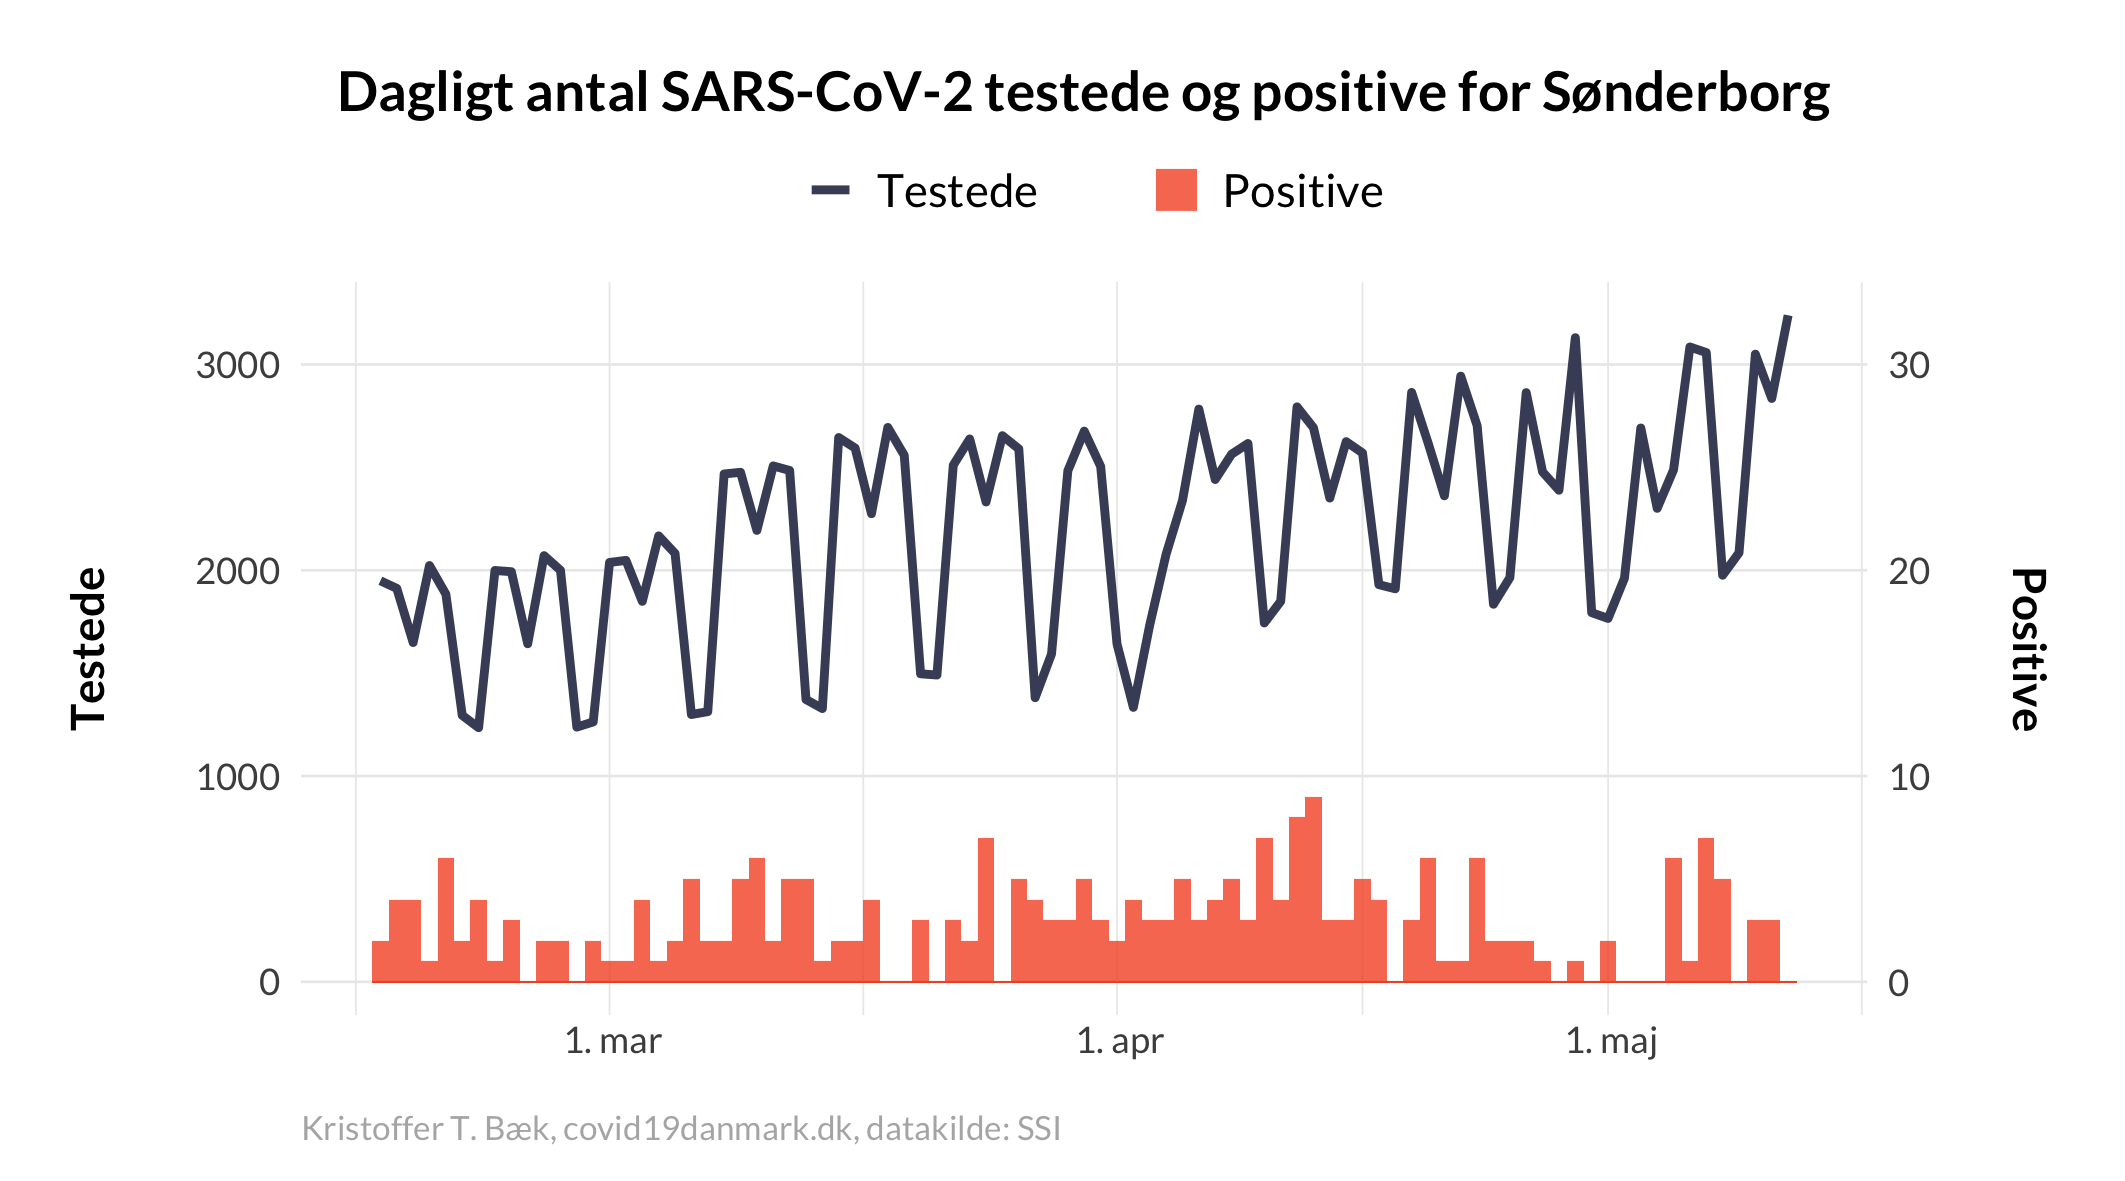 Dagligt antal SARS-CoV-2 testede og positive for Sønderborg
Testede
Positive
3000
2000
1000
0
30
20
10
0
Testede
Positive
1. mar
1. apr
1. maj
Kristoffer T. Bæk, covid19danmark.dk, datakilde: SSI